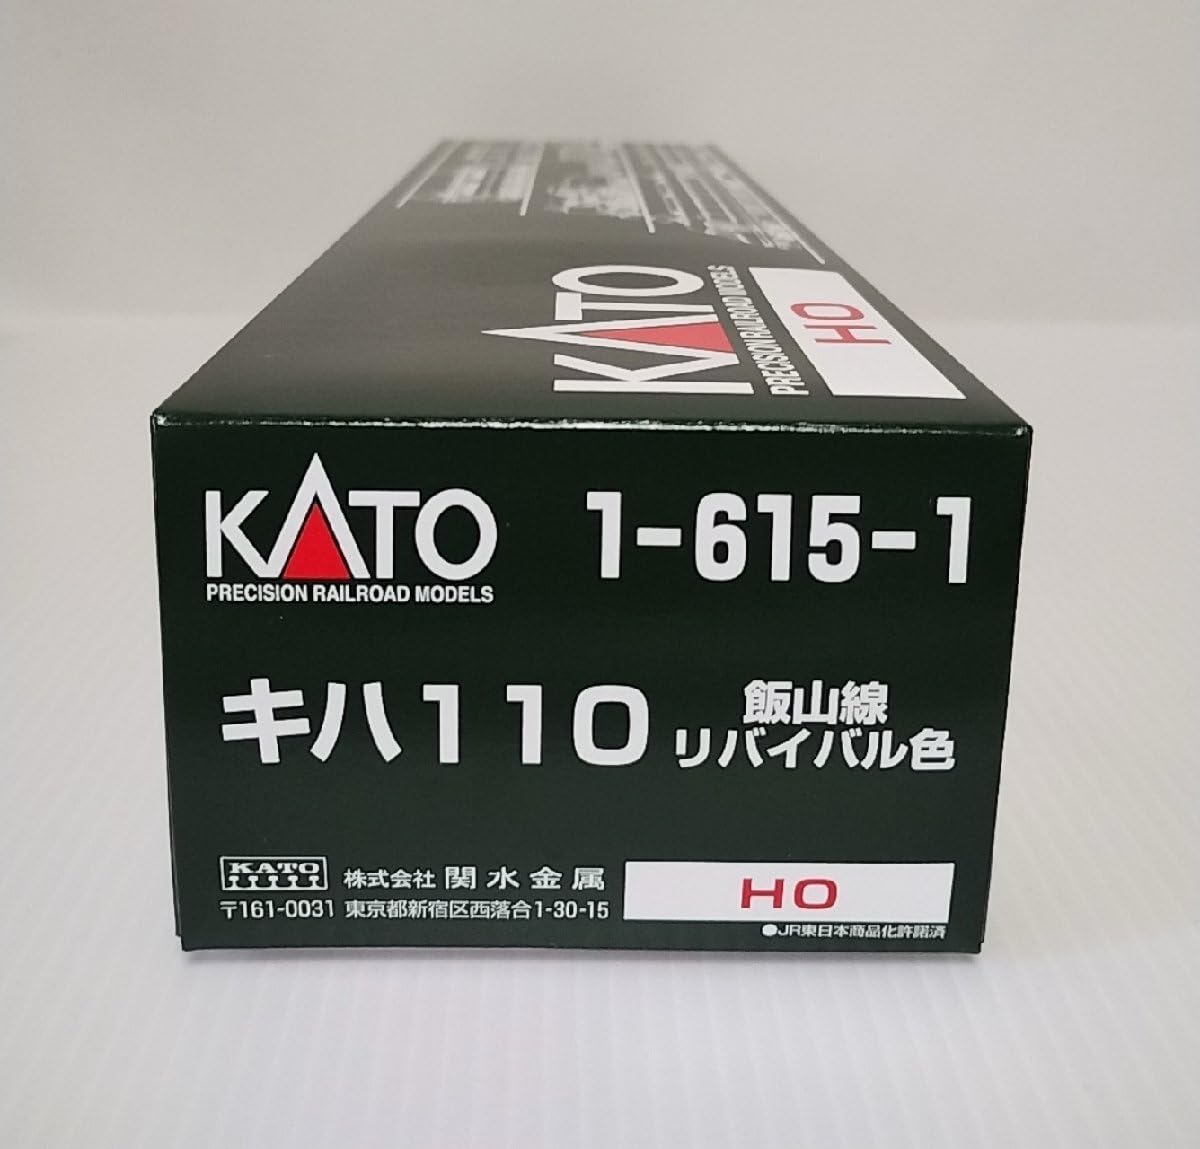 KATO
PRECISION RAILROAD MODELS
HO
KATO
PRECISION RAILROAD MODELS
1-615-1
キハ110
飯山線
リバイバル色
KATO
株式会社 関水金属
〒161-0031 東京都新宿区西落合1-30-15
HO
●JR東日本商品化許諾済